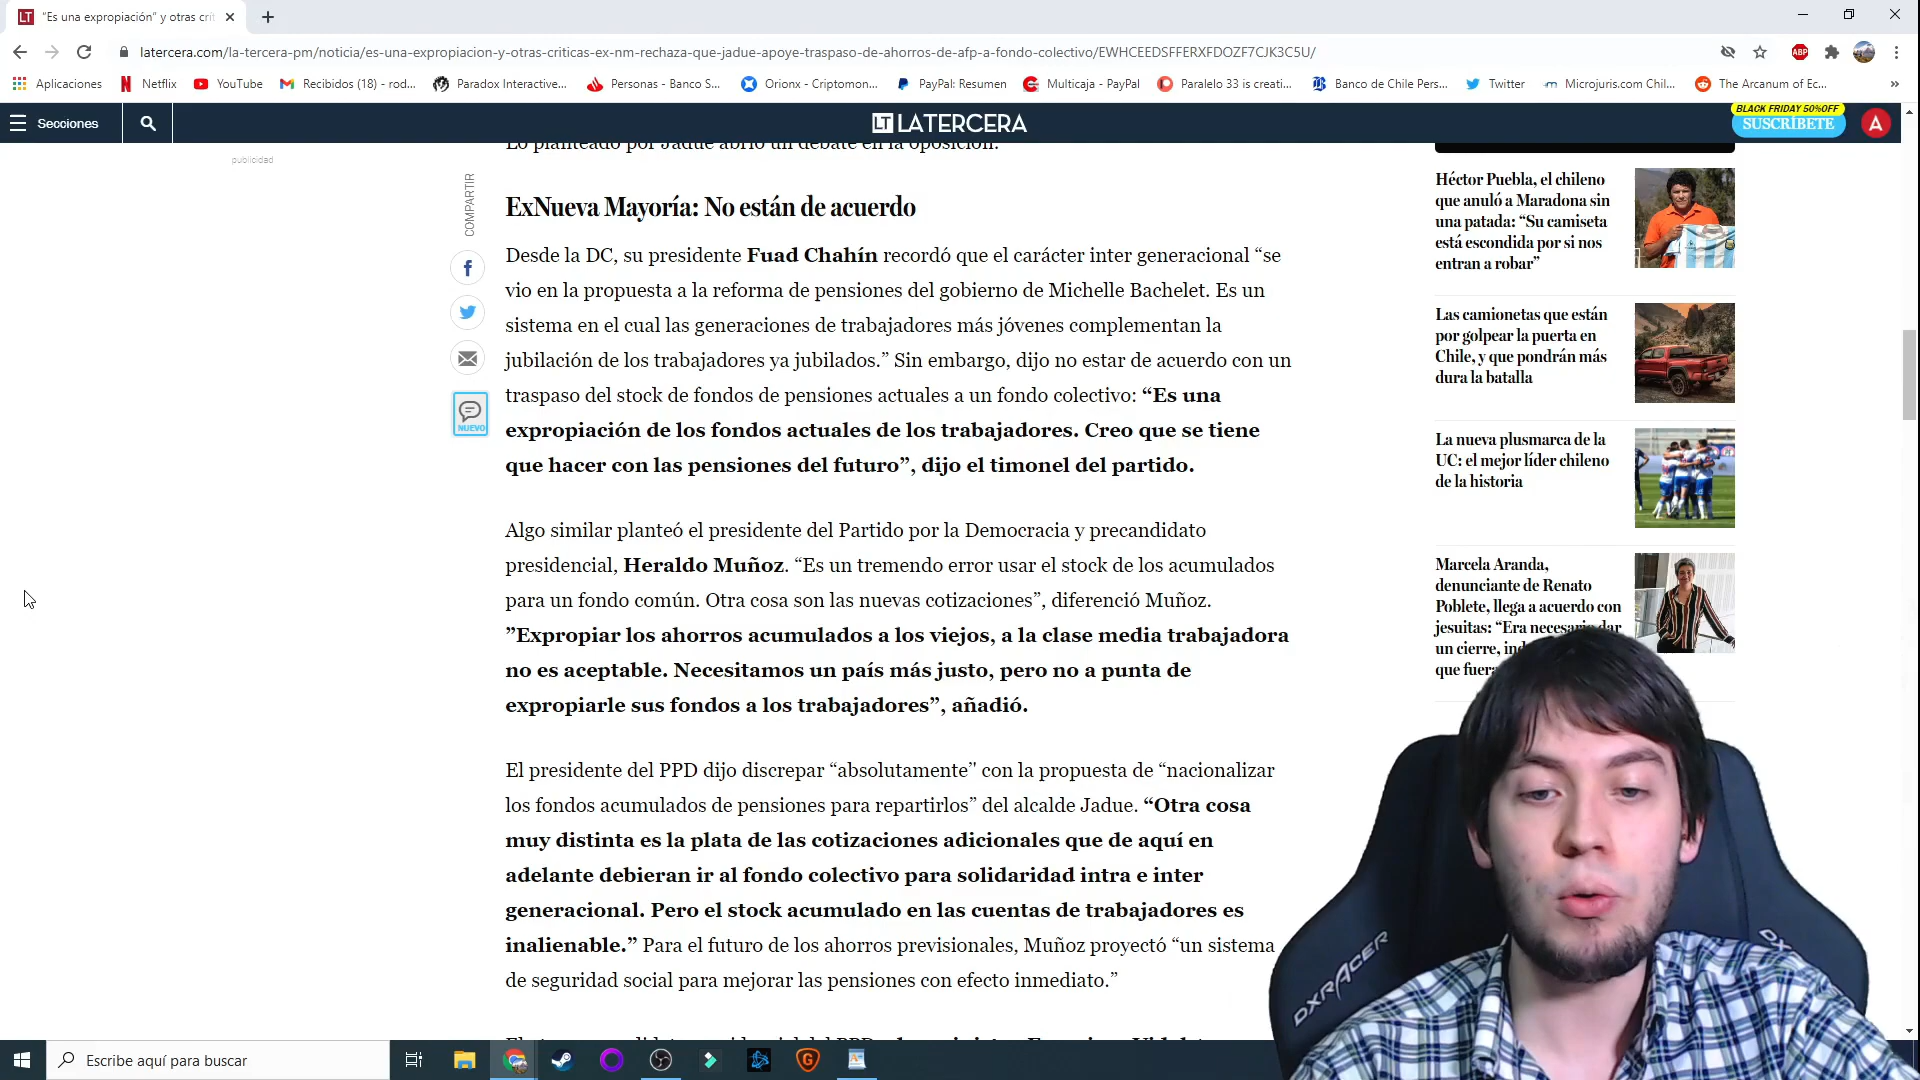 "Es una expropiación" y otras crít
latercera.com/la-tercera-pm/noticia/es-una-expropiacion-y-otras-criticas-ex-nm-rechaza-que-jadue-apoye-traspaso-de-ahorros-de-afp-a-fondo-colectivo/EWHCEEDSFFERXFDOZF7CJK3C5U/
ABP
Aplicaciones
Netflix
YouTube
Recibidos (18) - rod...
Paradox Interactive...
Personas - Banco S...
Orionx - Criptomon...
PayPal: Resumen
Multicaja - PayPal
Paralelo 33 is creati...
Banco de Chile Pers...
Twitter
Microjuris.com Chil...
The Arcanum of Ec...
»
Secciones
LT LATERCERA
BLACK FRIDAY 50%OFF
SUSCRÍBETE
A
publicidad
COMPARTIR
NUEVO
Lo planteado por Jadue abrió un debate en la oposición.
ExNueva Mayoría: No están de acuerdo
Desde la DC, su presidente Fuad Chahín recordó que el carácter inter generacional “se
vio en la propuesta a la reforma de pensiones del gobierno de Michelle Bachelet. Es un
sistema en el cual las generaciones de trabajadores más jóvenes complementan la
jubilación de los trabajadores ya jubilados.” Sin embargo, dijo no estar de acuerdo con un
traspaso del stock de fondos de pensiones actuales a un fondo colectivo: “Es una
expropiación de los fondos actuales de los trabajadores. Creo que se tiene
que hacer con las pensiones del futuro”, dijo el timonel del partido.
Algo similar planteó el presidente del Partido por la Democracia y precandidato
presidencial, Heraldo Muñoz. “Es un tremendo error usar el stock de los acumulados
para un fondo común. Otra cosa son las nuevas cotizaciones”, diferenció Muñoz.
”Expropiar los ahorros acumulados a los viejos, a la clase media trabajadora
no es aceptable. Necesitamos un país más justo, pero no a punta de
expropiarle sus fondos a los trabajadores”, añadió.
El presidente del PPD dijo discrepar “absolutamente" con la propuesta de “nacionalizar
los fondos acumulados de pensiones para repartirlos” del alcalde Jadue. “Otra cosa
muy distinta es la plata de las cotizaciones adicionales que de aquí en
adelante debieran ir al fondo colectivo para solidaridad intra e inter
generacional. Pero el stock acumulado en las cuentas de trabajadores es
inalienable.” Para el futuro de los ahorros previsionales, Muñoz proyectó “un sistema
de seguridad social para mejorar las pensiones con efecto inmediato.”
Héctor Puebla, el chileno
que anuló a Maradona sin
una patada: “Su camiseta
está escondida por si nos
entran a robar”
Las camionetas que están
por golpear la puerta en
Chile, y que pondrán más
dura la batalla
La nueva plusmarca de la
UC: el mejor líder chileno
de la historia
Marcela Aranda,
denunciante de Renato
Poblete, llega a acuerdo con
jesuitas: “Era necesario dar
un cierre,
que fuera
DXRACER
Escribe aquí para buscar